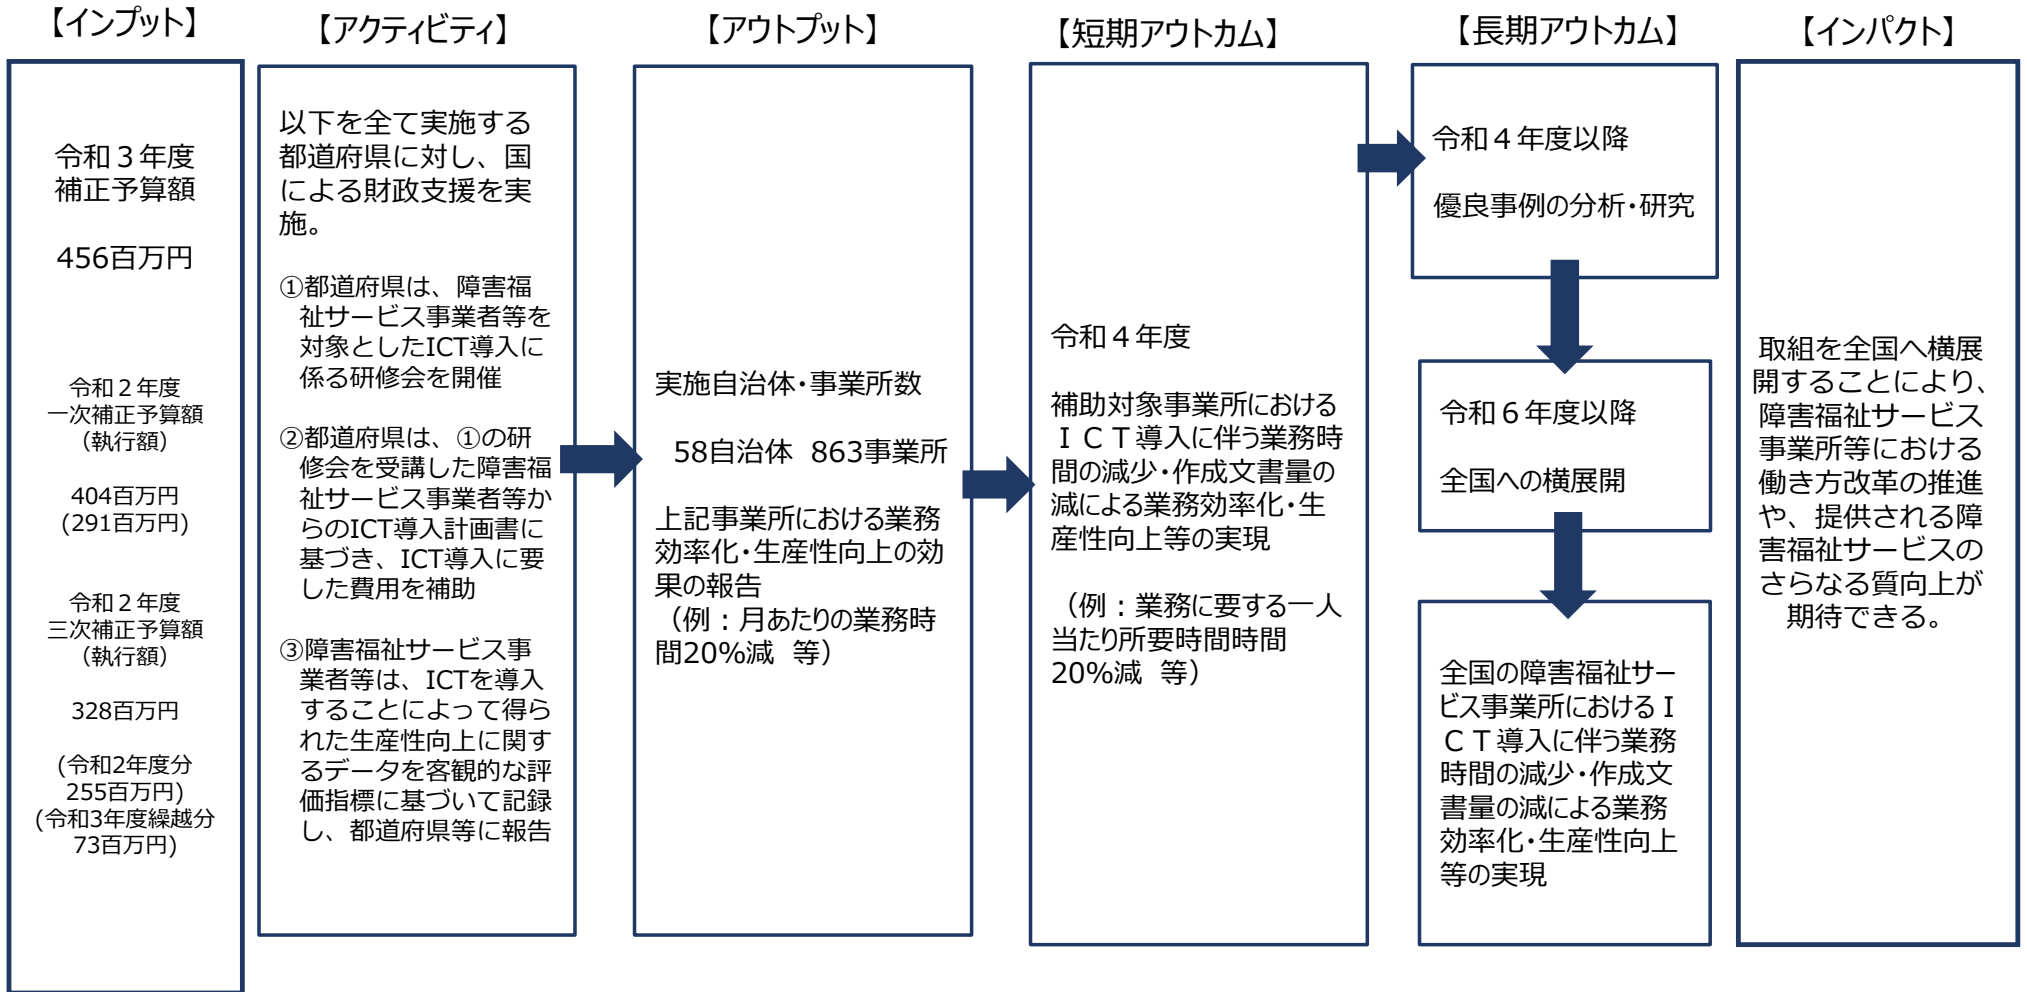 【インプット】
令和３年度
補正予算額
456百万円
令和２年度
一次補正予算額
（執行額）
404百万円
(291百万円)
令和２年度
三次補正予算額
（執行額）
328百万円
(令和2年度分
255百万円)
(令和3年度繰越分
73百万円)
【アクティビティ】
以下を全て実施する
都道府県に対し、国
による財政支援を実
施。
①都道府県は、障害福
祉サービス事業者等を
対象としたICT導入に
係る研修会を開催
②都道府県は、①の研
修会を受講した障害福
祉サービス事業者等か
らのICT導入計画書に
基づき、ICT導入に要
した費用を補助
③障害福祉サービス事
業者等は、ICTを導入
することによって得ら
れた生産性向上に関す
るデータを客観的な評
価指標に基づいて記録
し、都道府県等に報告
【アウトプット】
実施自治体・事業所数
58自治体 863事業所
上記事業所における業務
効率化・生産性向上の効
果の報告
（例：月あたりの業務時
間20%減 等）
【短期アウトカム】
令和４年度
補助対象事業所における
ＩＣＴ導入に伴う業務時
間の減少・作成文書量の
減による業務効率化・生
産性向上等の実現
（例：業務に要する一人
当たり所要時間時間
20%減 等）
【長期アウトカム】
令和４年度以降
優良事例の分析・研究
令和６年度以降
全国への横展開
全国の障害福祉サー
ビス事業所におけるＩ
ＣＴ導入に伴う業務
時間の減少・作成文
書量の減による業務
効率化・生産性向上
等の実現
【インパクト】
取組を全国へ横展
開することにより、
障害福祉サービス
事業所等における
働き方改革の推進
や、提供される障
害福祉サービスの
さらなる質向上が
期待できる。